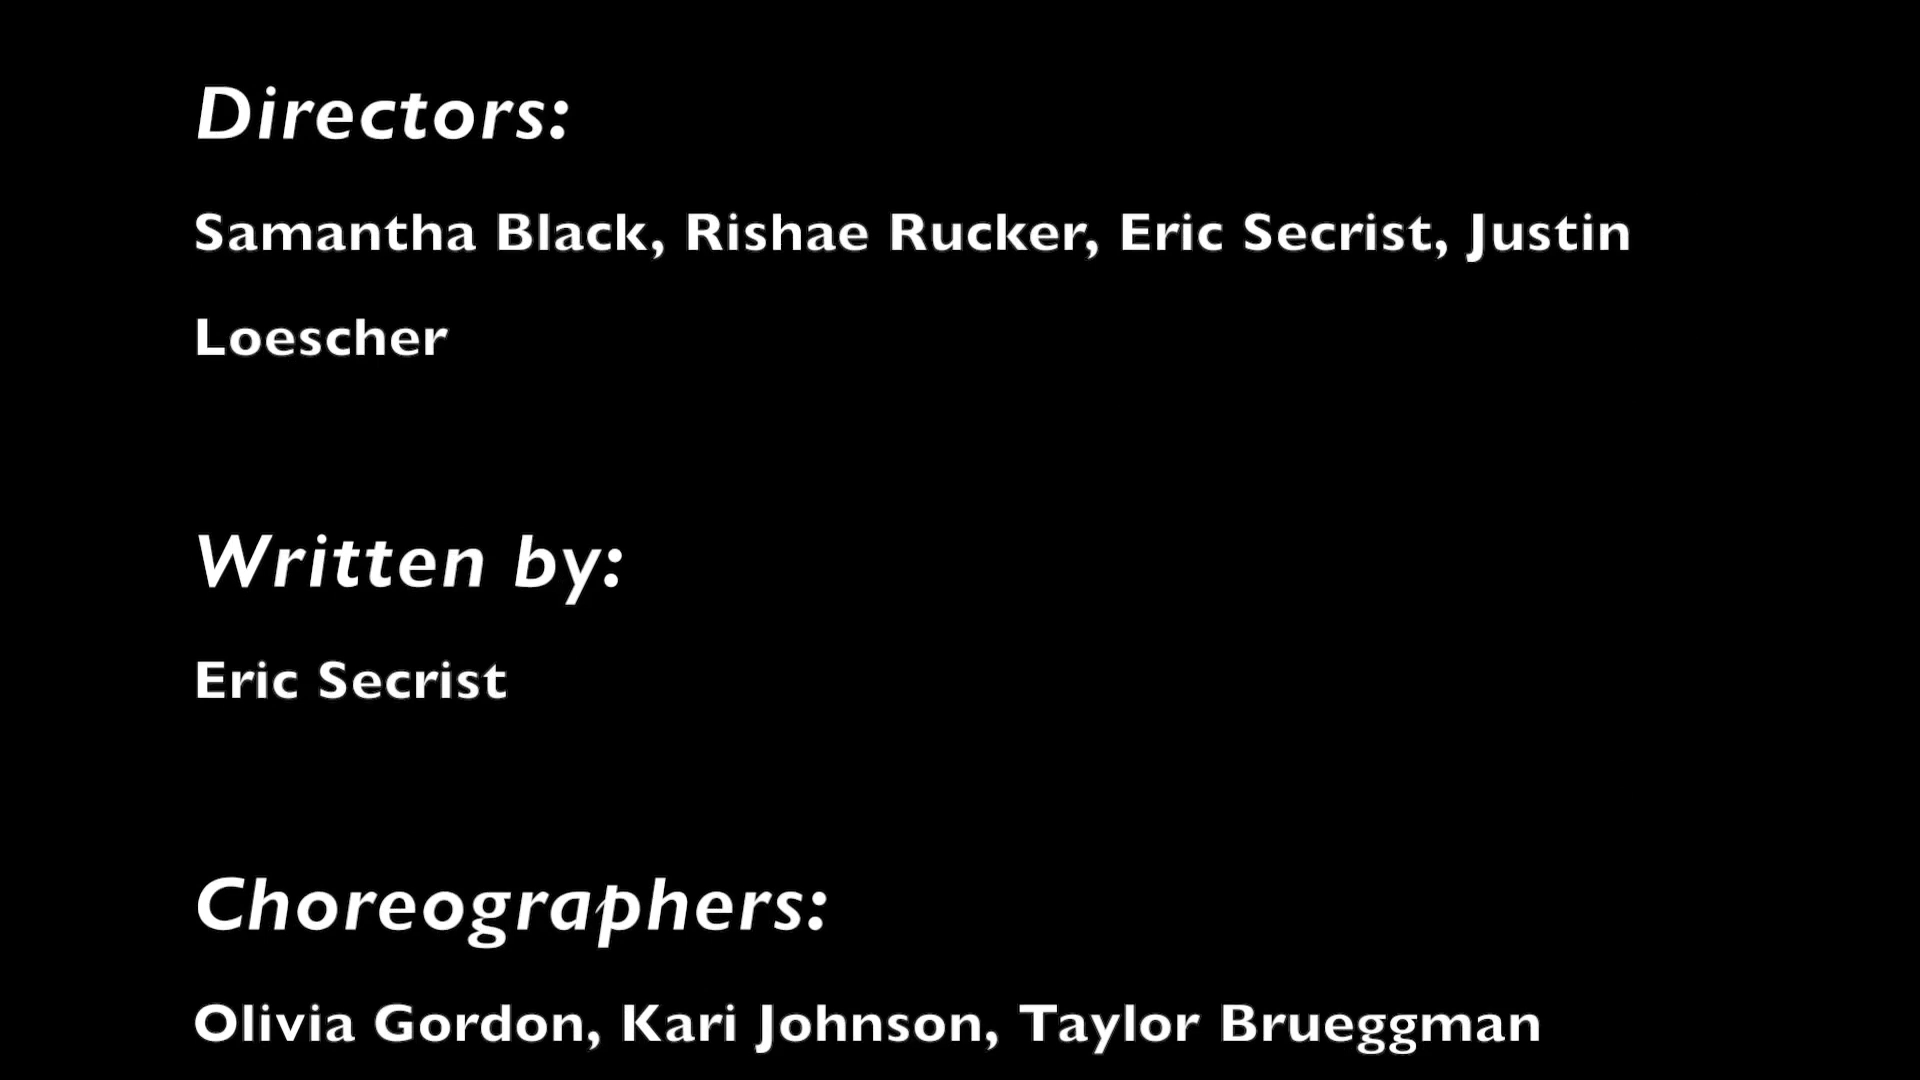 Directors:
Samantha Black, Rishae Rucker, Eric Secrist, Justin
Loescher
Written by:
Eric Secrist
Choreographers:
Olivia Gordon, Kari Johnson, Taylor Brueggman